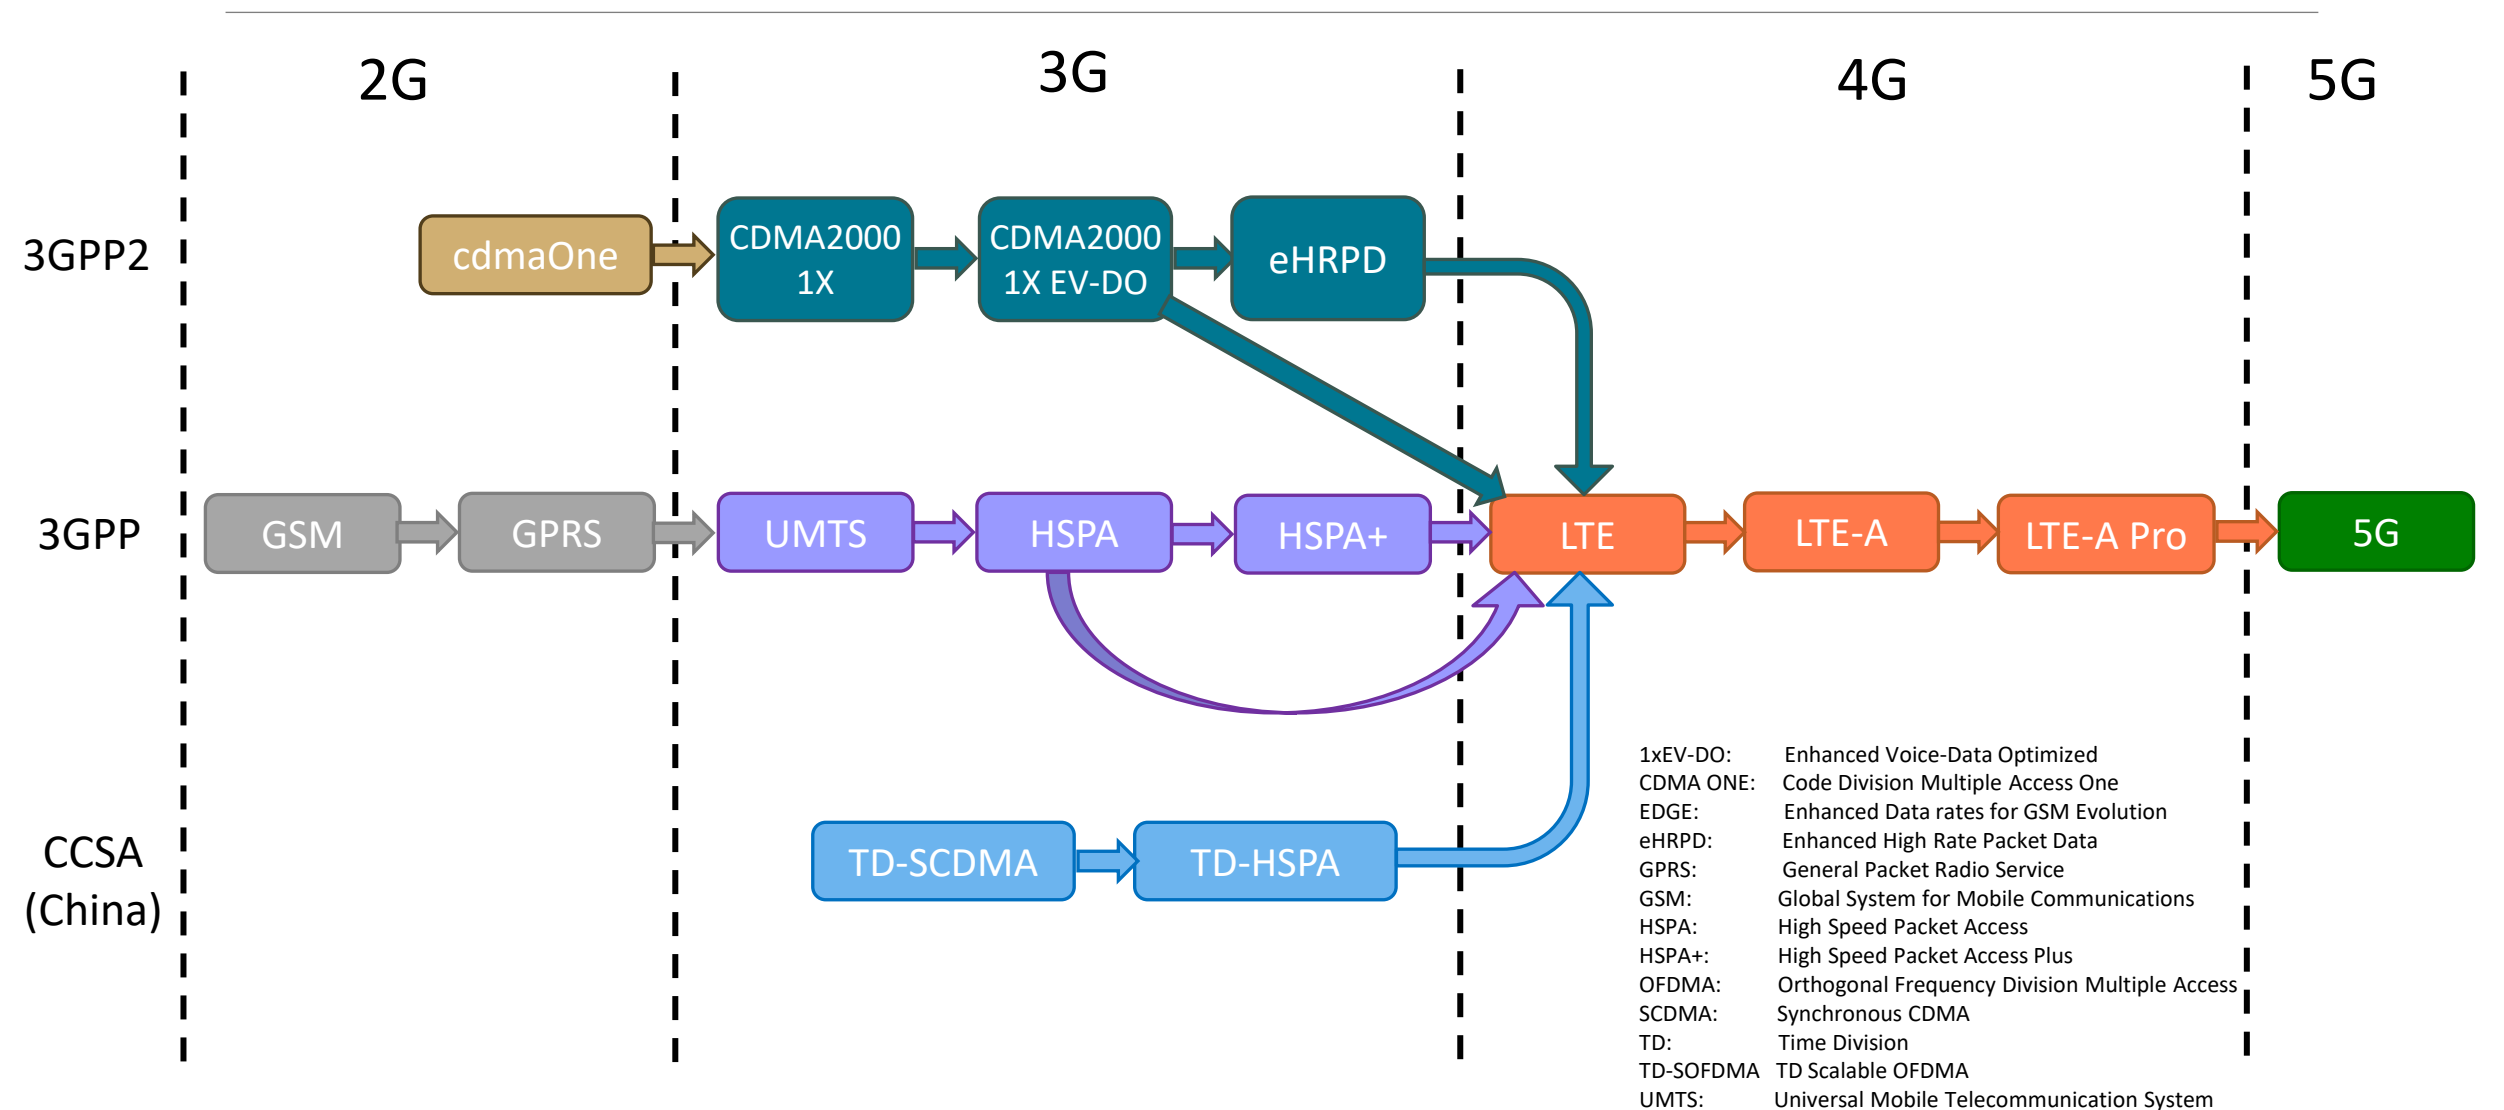 2G
3G
4G
5G
3GPP2
cdmaOne
CDMA2000
1X
CDMA2000
1X EV-DO
eHRPD
3GPP
GSM
GPRS
UMTS
HSPA
HSPA+
LTE
LTE-A
LTE-A Pro
5G
CCSA
(China)
TD-SCDMA
TD-HSPA
1xEV-DO: Enhanced Voice-Data Optimized
CDMA ONE: Code Division Multiple Access One
EDGE: Enhanced Data rates for GSM Evolution
eHRPD: Enhanced High Rate Packet Data
GPRS: General Packet Radio Service
GSM: Global System for Mobile Communications
HSPA: High Speed Packet Access
HSPA+: High Speed Packet Access Plus
OFDMA: Orthogonal Frequency Division Multiple Access
SCDMA: Synchronous CDMA
TD: Time Division
TD-SOFDMA TD Scalable OFDMA
UMTS: Universal Mobile Telecommunication System